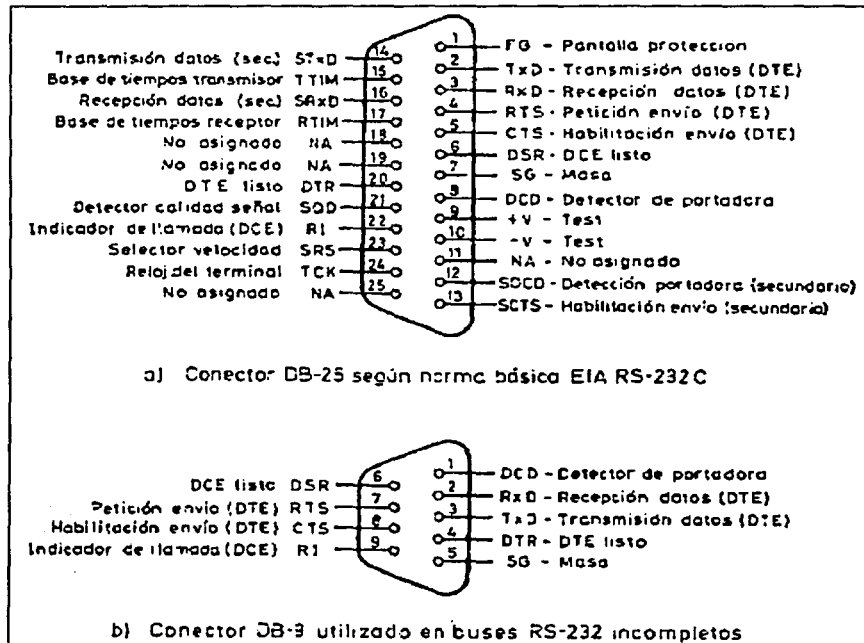 1 FG - Pantalla protección
Transmisión datos (sec) STxD 14
2 TxD - Transmisión datos (DTE)
Base de tiempos transmisor TTIM 15
3 RxD - Recepción datos (DTE)
Recepción datos (sec) SRxD 16
4 RTS - Petición envío (DTE)
Base de tiempos receptor RTIM 17
5 CTS - Habilitación envío (DTE)
No asignado NA 18
6 DSR - DCE listo
No asignado NA 19
7 SG - Masa
DTE listo DTR 20
8 DCD - Detector de portadora
Detector calidad señal SQD 21
9 +V - Test
Indicador de llamada (DCE) RI 22
10 -V - Test
Selector velocidad SRS 23
11 NA - No asignado
Reloj del terminal TCK 24
12 SDCD - Detección portadora (secundario)
No asignado NA 25
13 SCTS - Habilitación envío (secundario)
a) Conector DB-25 según norma básica EIA RS-232C
1 DCD - Detector de portadora
DCE listo DSR 6
2 RxD - Recepción datos (DTE)
Petición envío (DTE) RTS 7
3 TxD - Transmisión datos (DTE)
Habilitación envío (DTE) CTS 8
4 DTR - DTE listo
Indicador de llamada (DCE) RI 9
5 SG - Masa
b) Conector DB-9 utilizado en buses RS-232 incompletos